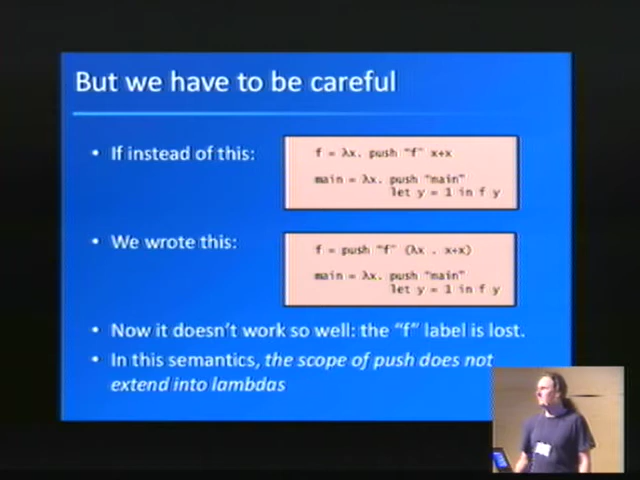 But we have to be careful
• If instead of this:
f = λx. push "f" x+x
main = λx. push "main"
let y = 1 in f y
• We wrote this:
f = push "f" (λx . x+x)
main = λx. push "main"
let y = 1 in f y
• Now it doesn't work so well: the "f" label is lost.
• In this semantics, the scope of push does not
extend into lambdas